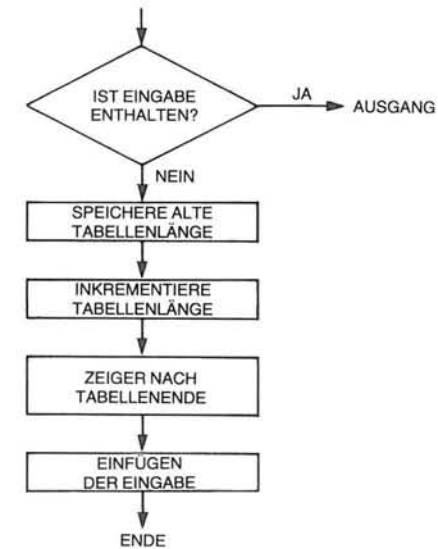 IST EINGABE
ENTHALTEN?
JA
AUSGANG
NEIN
SPEICHERE ALTE
TABELLENLÄNGE
INKREMENTIERE
TABELLENLÄNGE
ZEIGER NACH
TABELLENENDE
EINFÜGEN
DER EINGABE
ENDE